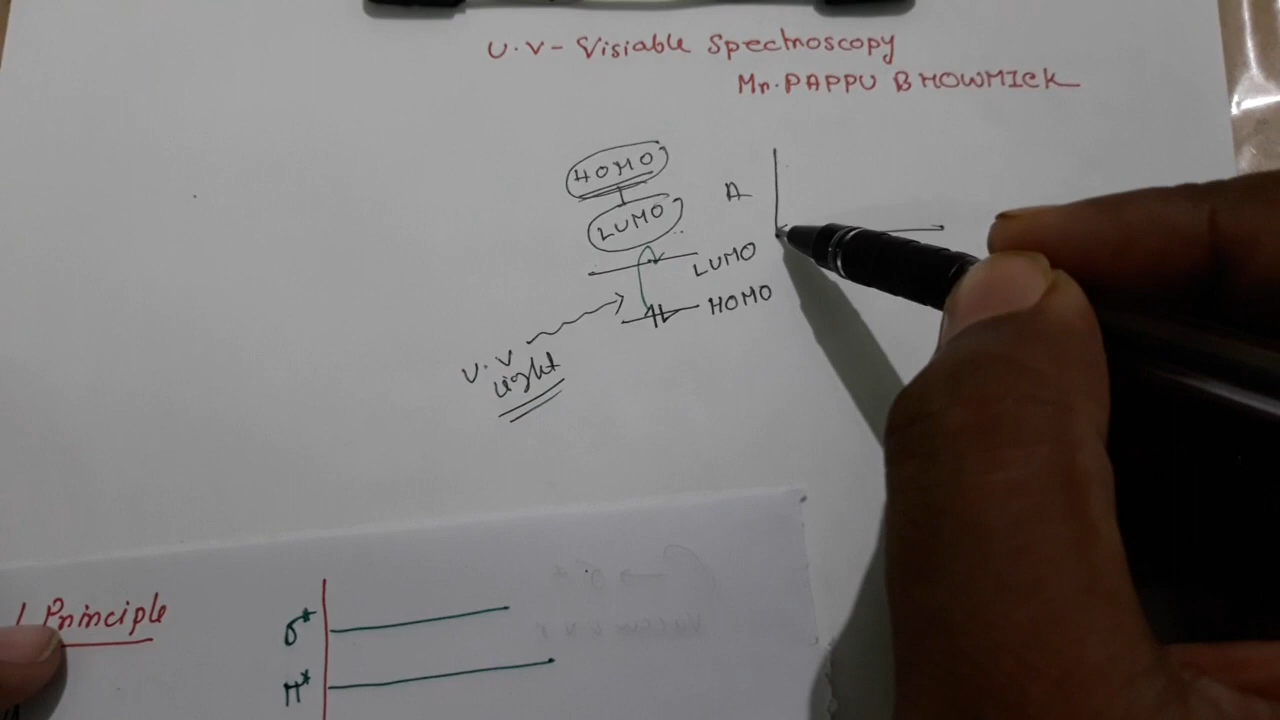 U.V- Visiable Spectroscopy
Mr. PAPPU BHOWMICK
HOMO
LUMO
A
LUMO
HOMO
U.V
Light
Principle
σ*
π*